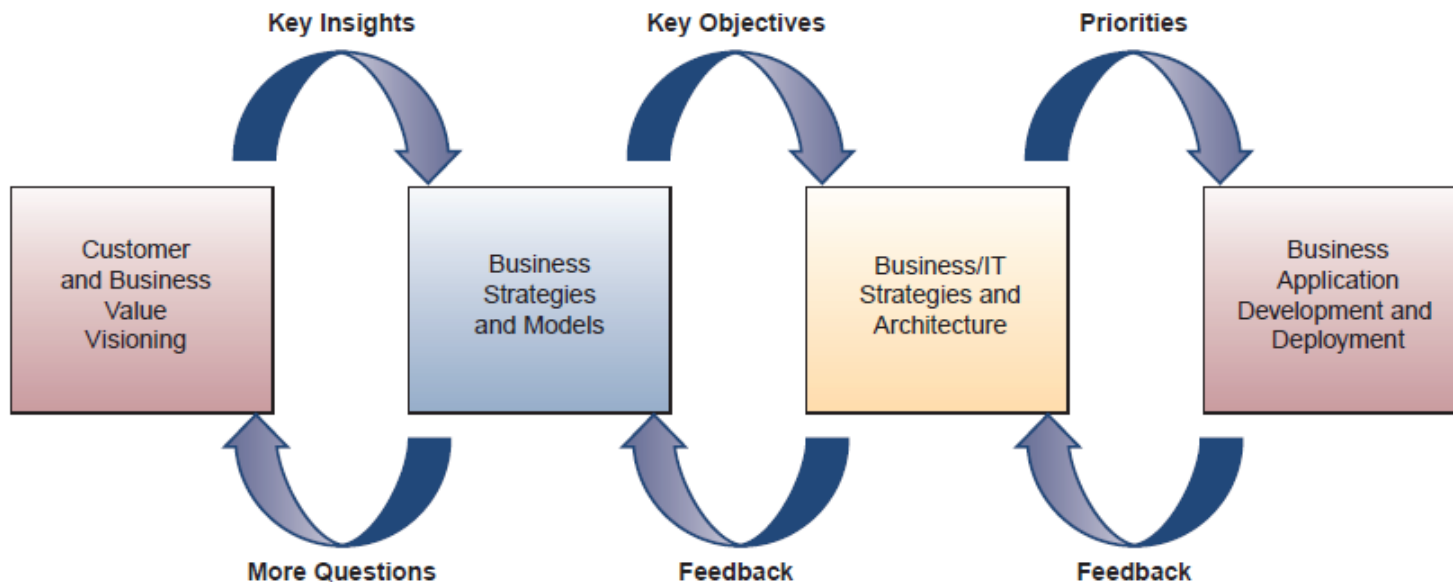 Key Insights
Key Objectives
Priorities
Customer
and Business
Value
Visioning
Business
Strategies
and Models
Business/IT
Strategies and
Architecture
Business
Application
Development and
Deployment
More Questions
Feedback
Feedback